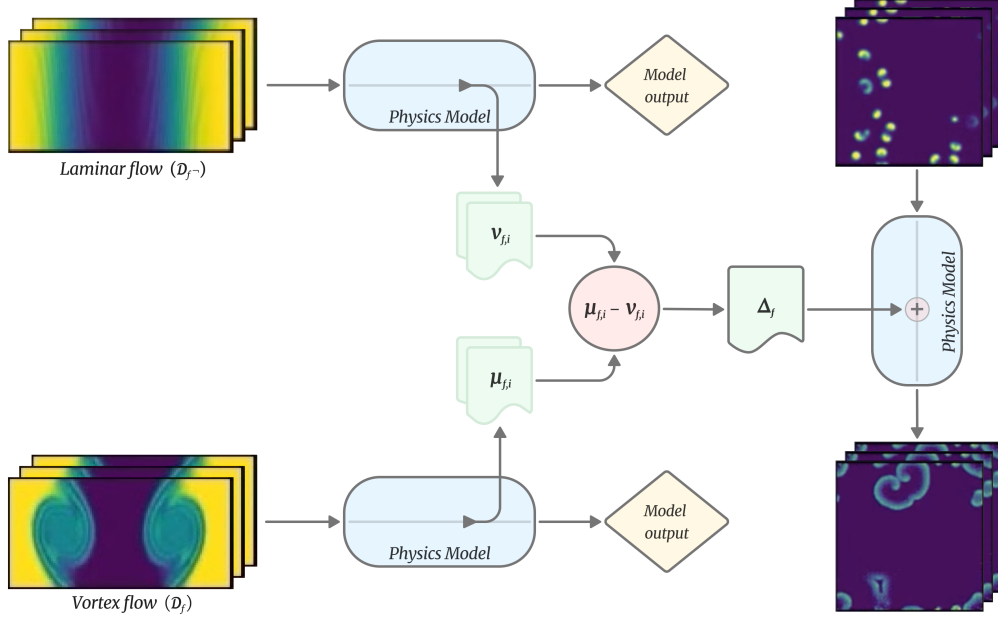 Laminar flow (𝒟f¬)
Physics Model
Model
output
νf,i
μf,i − νf,i
Δf
+
Physics Model
μf,i
Vortex flow (𝒟f)
Physics Model
Model
output